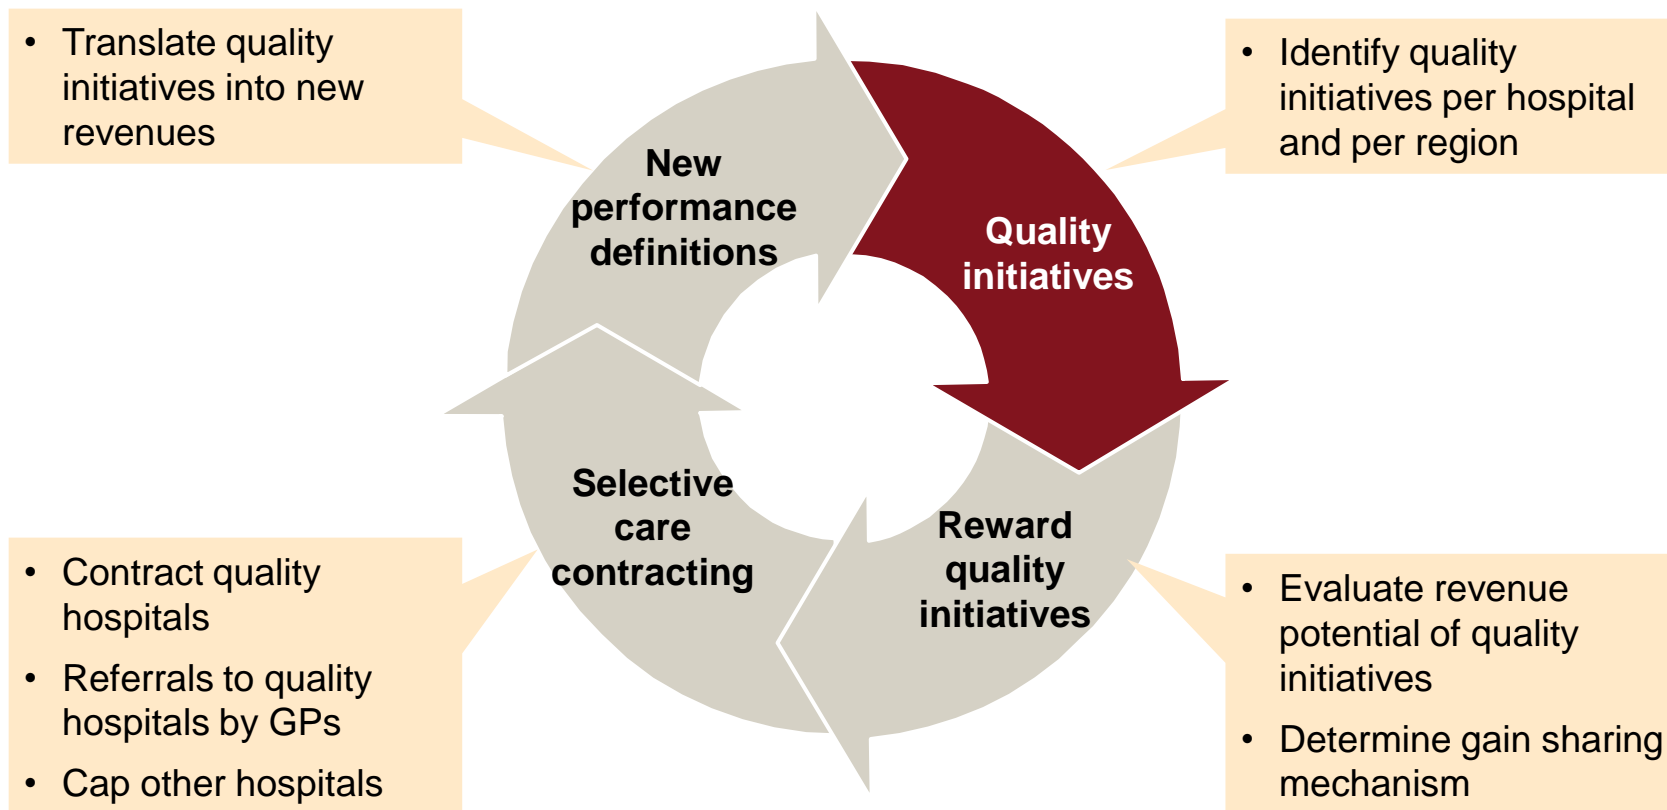 • Translate quality
initiatives into new
revenues
• Identify quality
initiatives per hospital
and per region
New
performance
definitions
Quality
initiatives
Selective
care
contracting
Reward
quality
initiatives
• Contract quality
hospitals
• Referrals to quality
hospitals by GPs
• Cap other hospitals
• Evaluate revenue
potential of quality
initiatives
• Determine gain sharing
mechanism